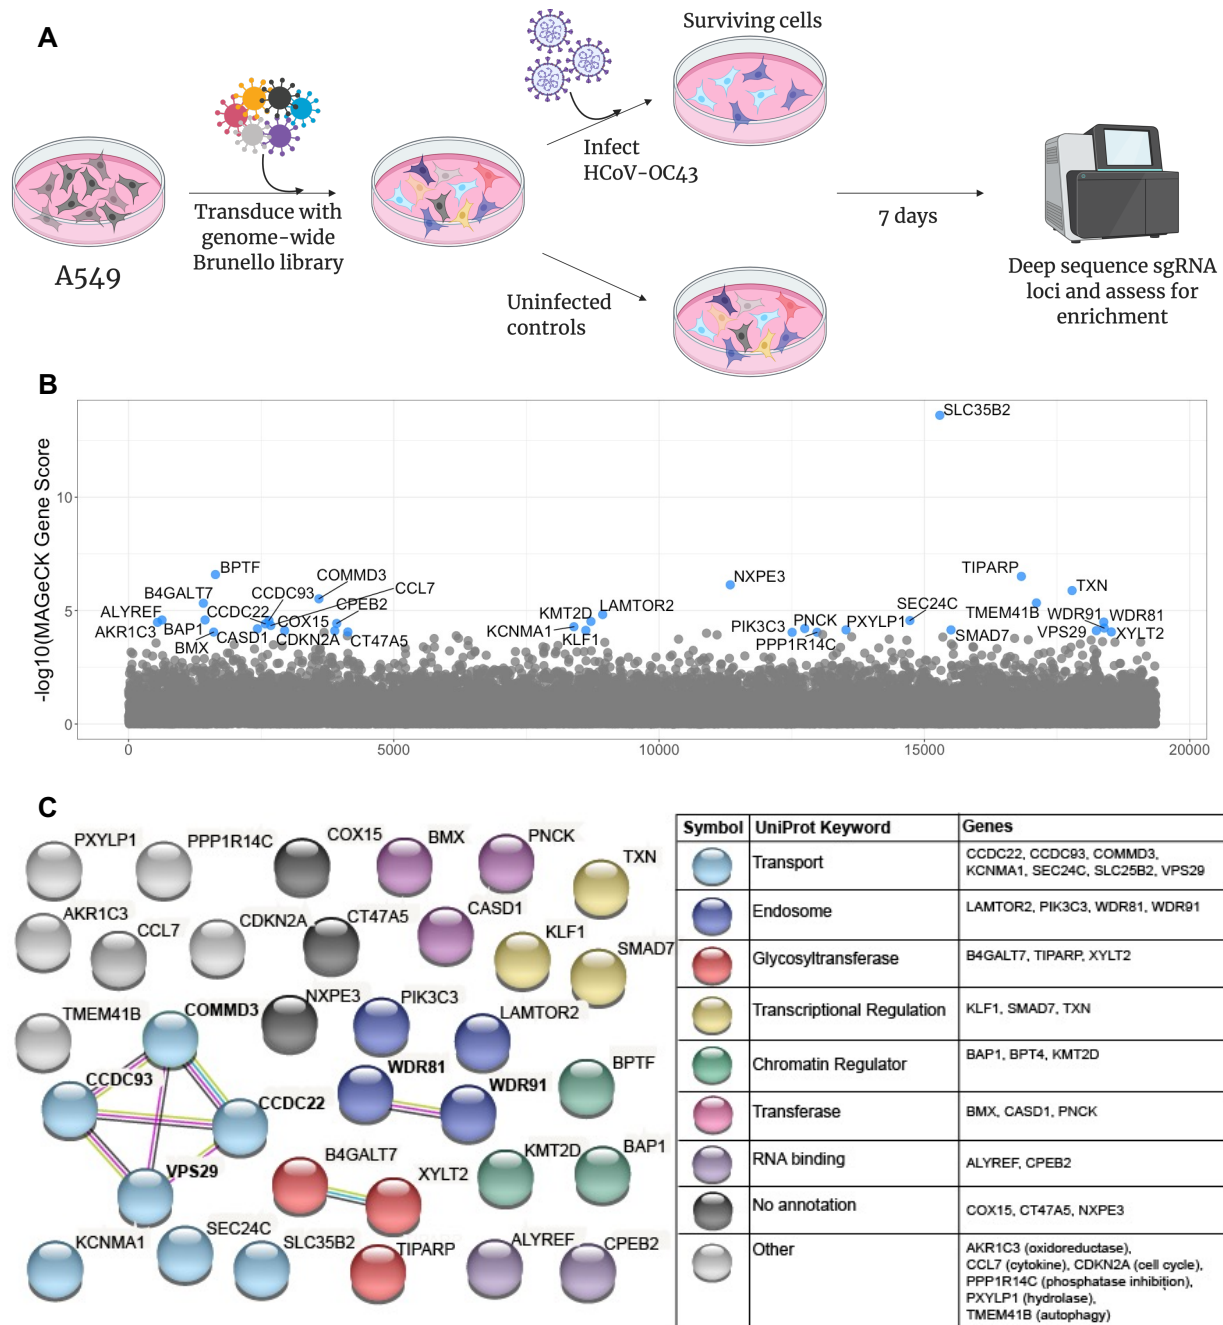 A
Surviving cells
Infect
HCoV-OC43
Transduce with
genome-wide
Brunello library
A549
7 days
Uninfected
controls
Deep sequence sgRNA
loci and assess for
enrichment
B
-log10(MAGeCK Gene Score)
10
5
0
0
5000
10000
15000
20000
SLC35B2
BPTF
COMMD3
CCL7
B4GALT7
CCDC93
CCDC22
COX15
CPEB2
ALYREF
AKR1C3
BAP1
BMX
CASD1
CDKN2A
CT47A5
NXPE3
KMT2D
LAMTOR2
KCNMA1
KLF1
PIK3C3
PNCK
PPP1R14C
PXYLP1
SEC24C
SMAD7
TIPARP
TXN
TMEM41B
WDR91
WDR81
VPS29
XYLT2
C
PXYLP1
PPP1R14C
COX15
BMX
PNCK
TXN
AKR1C3
CCL7
CDKN2A
CT47A5
CASD1
KLF1
SMAD7
TMEM41B
COMMD3
NXPE3
PIK3C3
LAMTOR2
CCDC93
CCDC22
WDR81
WDR91
BPTF
VPS29
B4GALT7
XYLT2
KMT2D
BAP1
KCNMA1
SEC24C
SLC35B2
TIPARP
ALYREF
CPEB2
Symbol UniProt Keyword Genes
Transport CCDC22, CCDC93, COMMD3,
KCNMA1, SEC24C, SLC25B2, VPS29
Endosome LAMTOR2, PIK3C3, WDR81, WDR91
Glycosyltransferase B4GALT7, TIPARP, XYLT2
Transcriptional Regulation KLF1, SMAD7, TXN
Chromatin Regulator BAP1, BPT4, KMT2D
Transferase BMX, CASD1, PNCK
RNA binding ALYREF, CPEB2
No annotation COX15, CT47A5, NXPE3
Other AKR1C3 (oxidoreductase),
CCL7 (cytokine), CDKN2A (cell cycle),
PPP1R14C (phosphatase inhibition),
PXYLP1 (hydrolase),
TMEM41B (autophagy)